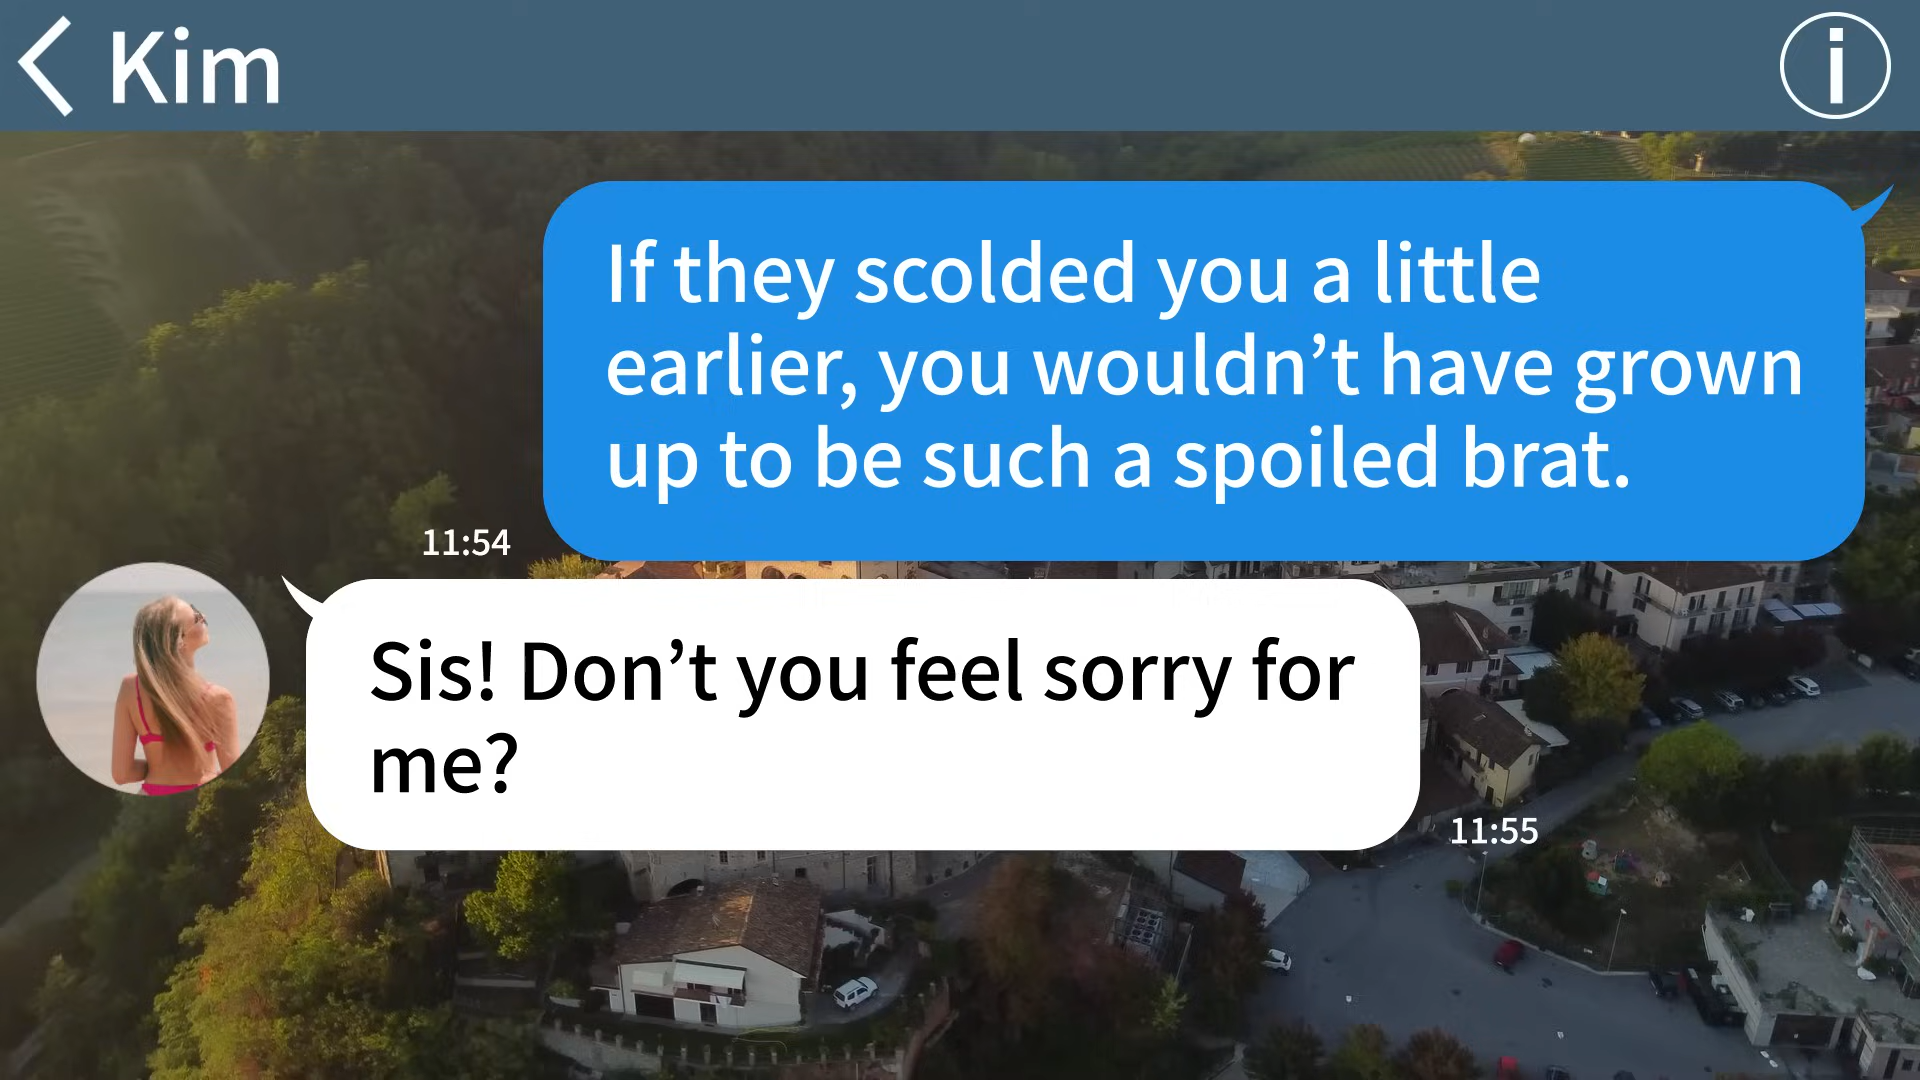 Kim
If they scolded you a little
earlier, you wouldn’t have grown
up to be such a spoiled brat.
11:54
Sis! Don’t you feel sorry for
me?
11:55